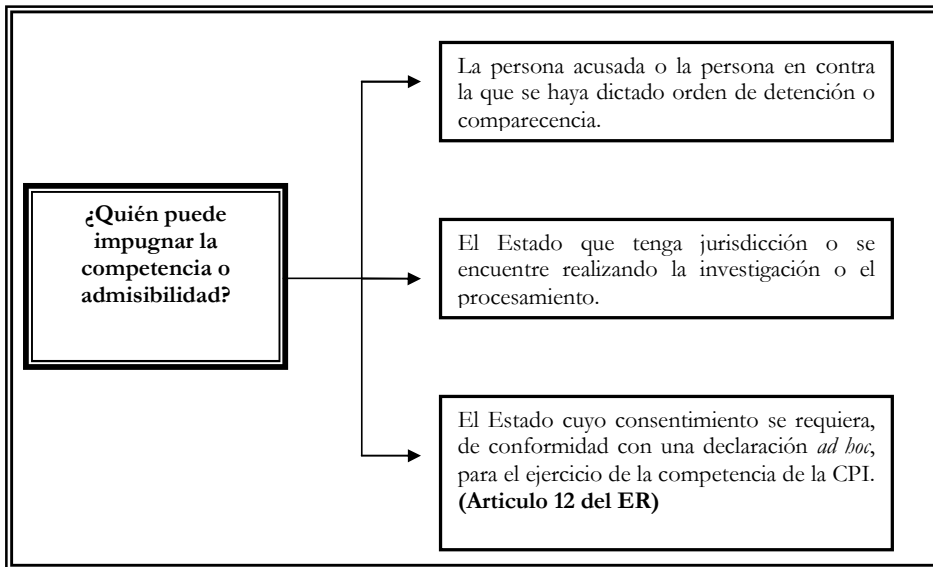 La persona acusada o la persona en contra
la que se haya dictado orden de detención o
comparecencia.
¿Quién puede
impugnar la
competencia o
admisibilidad?
El Estado que tenga jurisdicción o se
encuentre realizando la investigación o el
procesamiento.
El Estado cuyo consentimiento se requiera,
de conformidad con una declaración ad hoc,
para el ejercicio de la competencia de la CPI.
(Articulo 12 del ER)